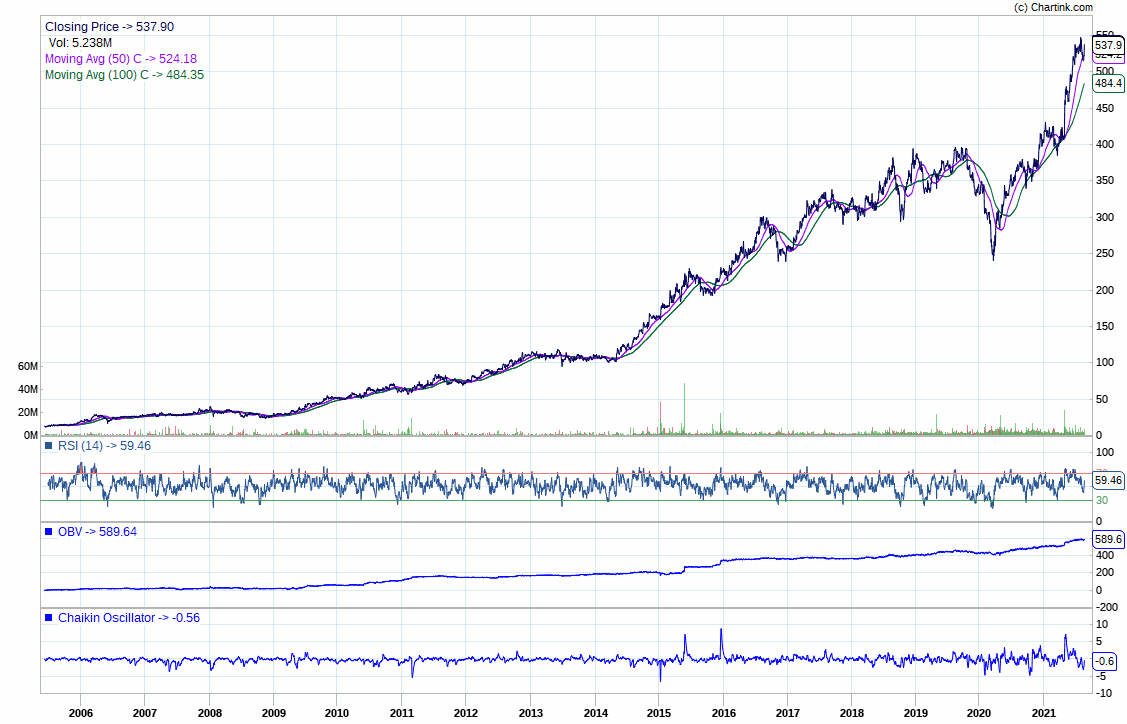 (c) Chartink.com
Closing Price -> 537.90
Vol: 5.238M
Moving Avg (50) C -> 524.18
Moving Avg (100) C -> 484.35
550
537.9
524.2
500
484.4
450
400
350
300
250
200
150
100
50
0
60M
40M
20M
0M
RSI (14) -> 59.46
100
70
59.46
30
0
OBV -> 589.64
589.6
400
200
0
-200
Chaikin Oscillator -> -0.56
10
5
-0.6
-5
-10
2006 2007 2008 2009 2010 2011 2012 2013 2014 2015 2016 2017 2018 2019 2020 2021